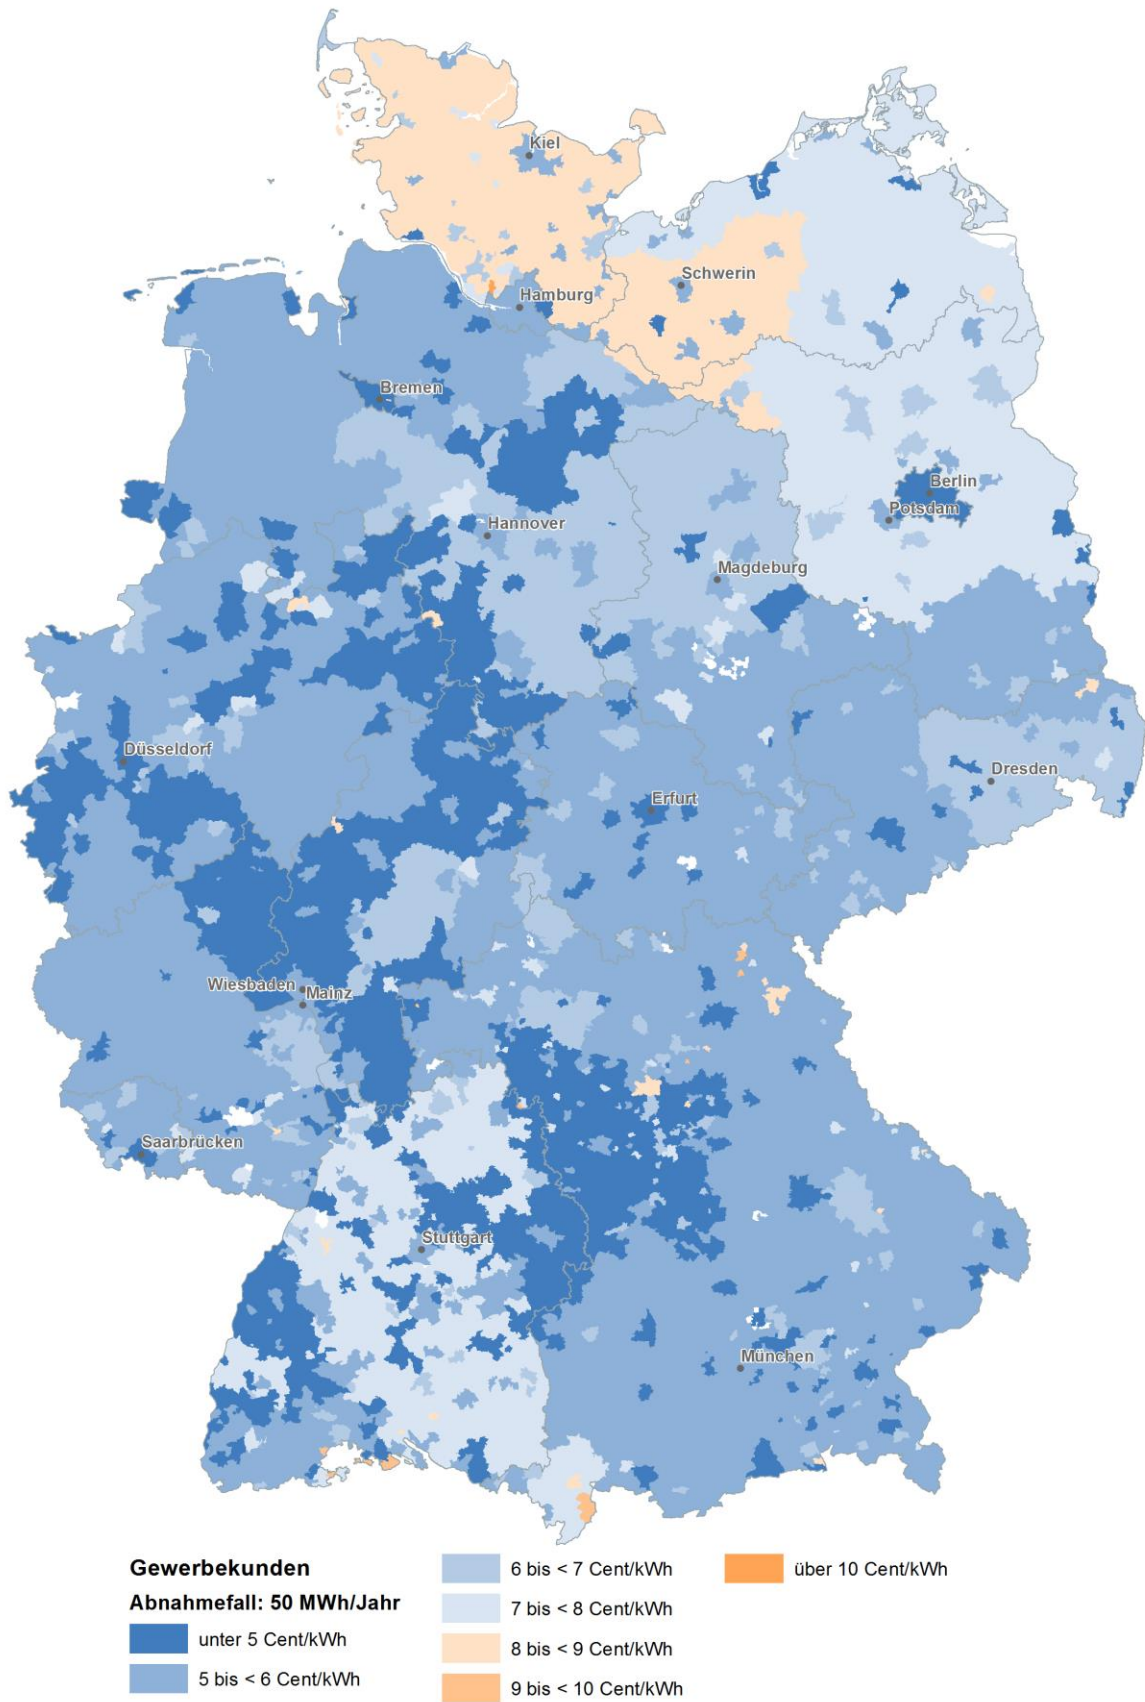 Kiel
Schwerin
Hamburg
Bremen
Berlin
Potsdam
Hannover
Magdeburg
Düsseldorf
Dresden
Erfurt
Wiesbaden
Mainz
Saarbrücken
Stuttgart
München
Gewerbekunden
Abnahmefall: 50 MWh/Jahr
unter 5 Cent/kWh
5 bis < 6 Cent/kWh
6 bis < 7 Cent/kWh
7 bis < 8 Cent/kWh
8 bis < 9 Cent/kWh
9 bis < 10 Cent/kWh
über 10 Cent/kWh